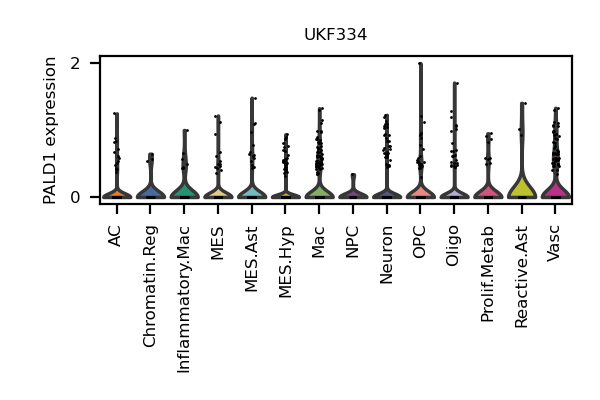 UKF334
PALD1 expression
2
0
AC
Chromatin.Reg
Inflammatory.Mac
MES
MES.Ast
MES.Hyp
Mac
NPC
Neuron
OPC
Oligo
Prolif.Metab
Reactive.Ast
Vasc